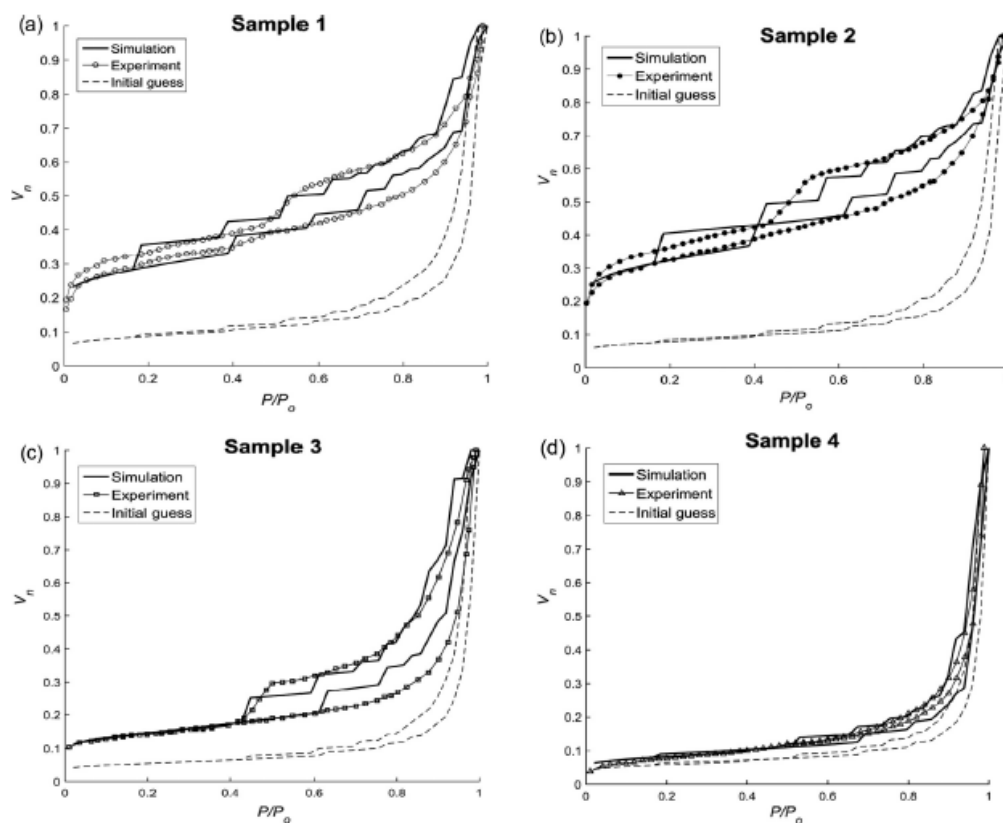 (a)
Sample 1
Simulation
Experiment
Initial guess
1
0.9
0.8
0.7
0.6
0.5
0.4
0.3
0.2
0.1
0
V_n
0
0.2
0.4
0.6
0.8
1
P/P_o
(b)
Sample 2
Simulation
Experiment
Initial guess
1
0.9
0.8
0.7
0.6
0.5
0.4
0.3
0.2
0.1
0
V_n
0
0.2
0.4
0.6
0.8
P/P_o
(c)
Sample 3
Simulation
Experiment
Initial guess
1
0.9
0.8
0.7
0.6
0.5
0.4
0.3
0.2
0.1
0
V_n
0
0.2
0.4
0.6
0.8
1
P/P_o
(d)
Sample 4
Simulation
Experiment
Initial guess
1
0.9
0.8
0.7
0.6
0.5
0.4
0.3
0.2
0.1
0
V_n
0
0.2
0.4
0.6
0.8
1
P/P_o